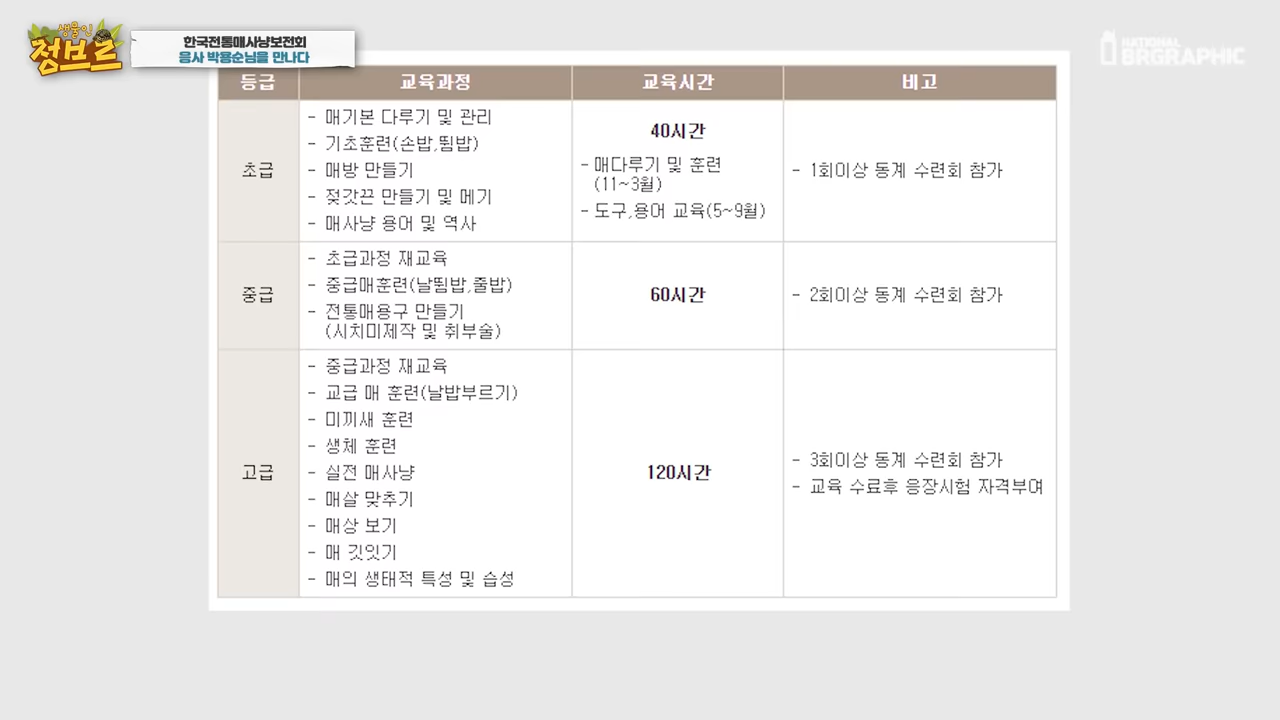 생물인
정브르
한국전통매사냥보전회
응사 박용순님을 만나다
NATIONAL
BRGRAPHIC
등급 교육과정 교육시간 비고
초급
- 매기본 다루기 및 관리
- 기초훈련(손밥,뜀밥)
- 매방 만들기
- 젖갓끈 만들기 및 메기
- 매사냥 용어 및 역사
40시간
- 매다루기 및 훈련
(11~3월)
- 도구,용어 교육(5~9월)
- 1회이상 동계 수련회 참가
중급
- 초급과정 재교육
- 중급매훈련(날뜀밥,줄밥)
- 전통매용구 만들기
(시치미제작 및 취부술)
60시간
- 2회이상 동계 수련회 참가
고급
- 중급과정 재교육
- 교급 매 훈련(날밥부르기)
- 미끼새 훈련
- 생체 훈련
- 실전 매사냥
- 매살 맞추기
- 매상 보기
- 매 깃잇기
- 매의 생태적 특성 및 습성
120시간
- 3회이상 동계 수련회 참가
- 교육 수료후 응장시험 자격부여